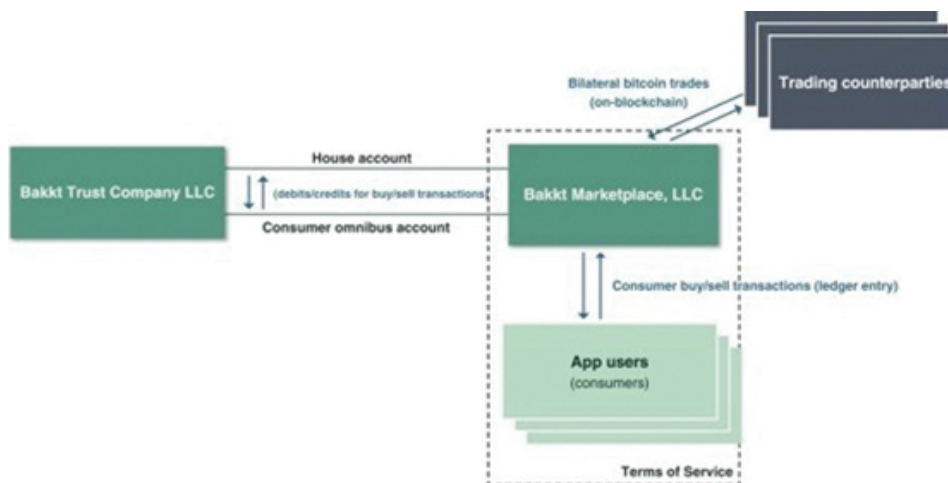 Bilateral bitcoin trades
(on-blockchain)
Trading counterparties
House account
Bakkt Trust Company LLC
(debits/credits for buy/sell transactions)
Bakkt Marketplace, LLC
Consumer omnibus account
Consumer buy/sell transactions (ledger entry)
App users
(consumers)
Terms of Service